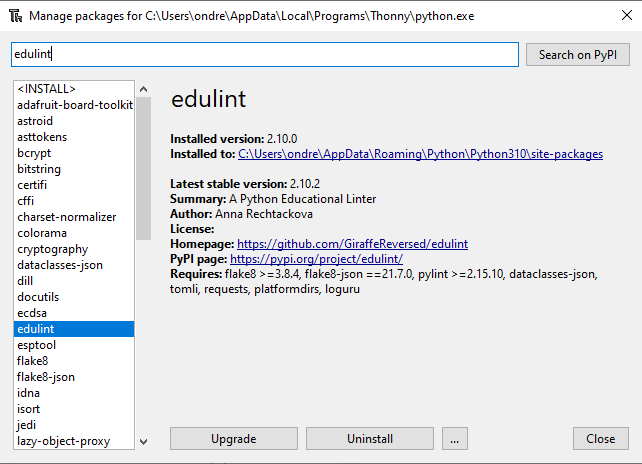 Manage packages for C:\Users\ondre\AppData\Local\Programs\Thonny\python.exe
edulint
Search on PyPI
<INSTALL>
adafruit-board-toolkit
astroid
asttokens
bcrypt
bitstring
certifi
cffi
charset-normalizer
colorama
cryptography
dataclasses-json
dill
docutils
ecdsa
edulint
esptool
flake8
flake8-json
idna
isort
jedi
lazy-object-proxy
edulint
Installed version: 2.10.0
Installed to: C:\Users\ondre\AppData\Roaming\Python\Python310\site-packages
Latest stable version: 2.10.2
Summary: A Python Educational Linter
Author: Anna Rechtackova
License:
Homepage: https://github.com/GiraffeReversed/edulint
PyPI page: https://pypi.org/project/edulint/
Requires: flake8 >=3.8.4, flake8-json ==21.7.0, pylint >=2.15.10, dataclasses-json,
tomli, requests, platformdirs, loguru
Upgrade
Uninstall
...
Close